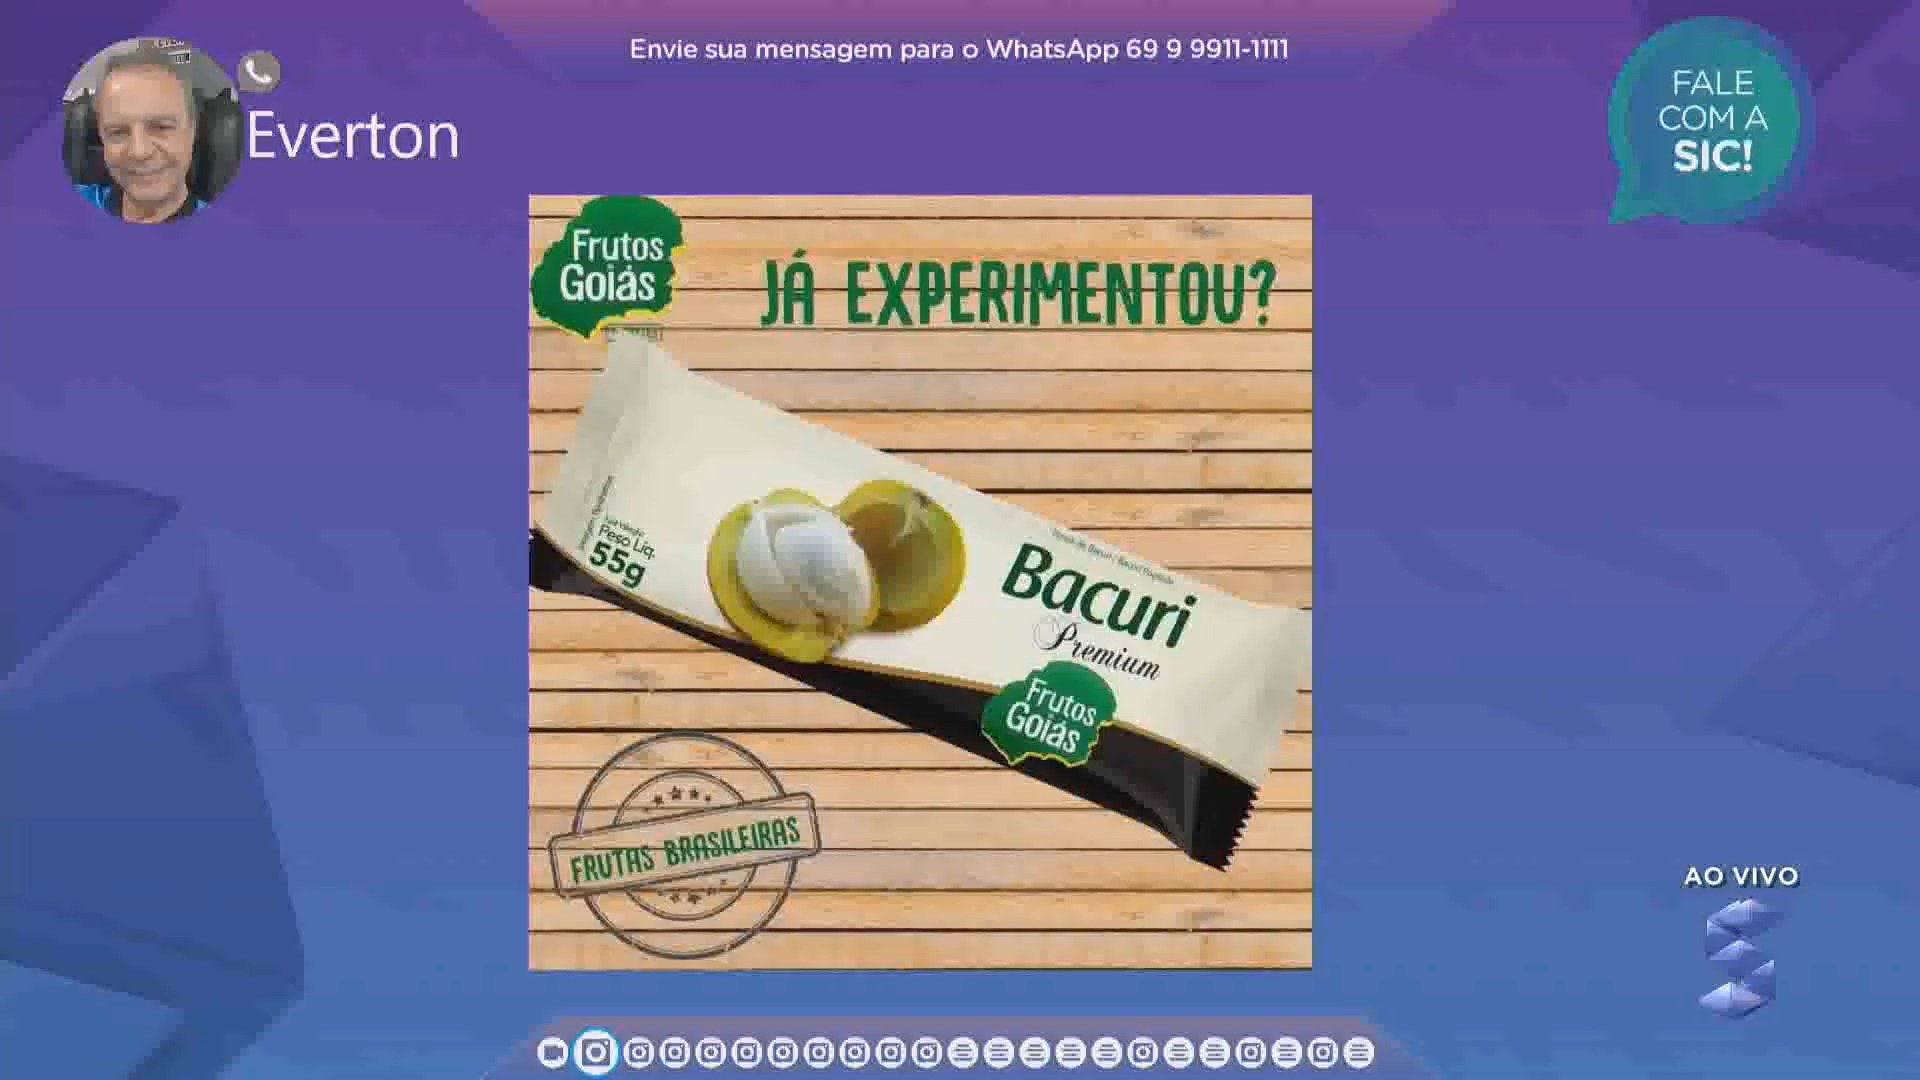 Envie sua mensagem para o WhatsApp 69 9 9911-1111
Everton
FALE
COM A
SIC!
Frutos
Goiás
JÁ EXPERIMENTOU?
Peso Líq.
55g
Bacuri
Premium
Frutos
Goiás
FRUTAS BRASILEIRAS
AO VIVO